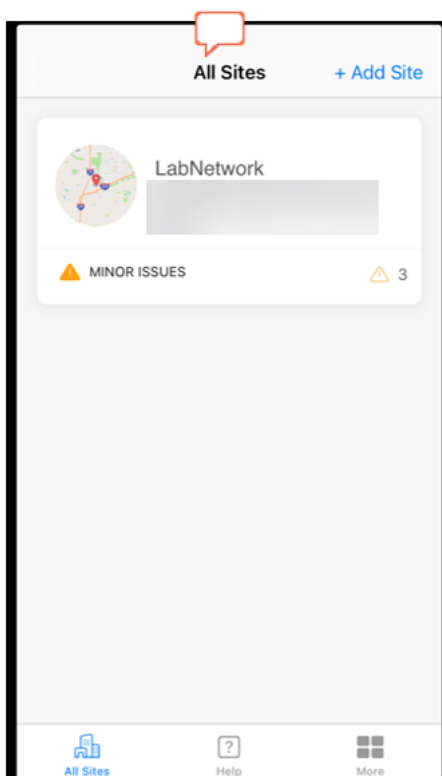 All Sites
+ Add Site
LabNetwork
MINOR ISSUES
3
All Sites
Help
More